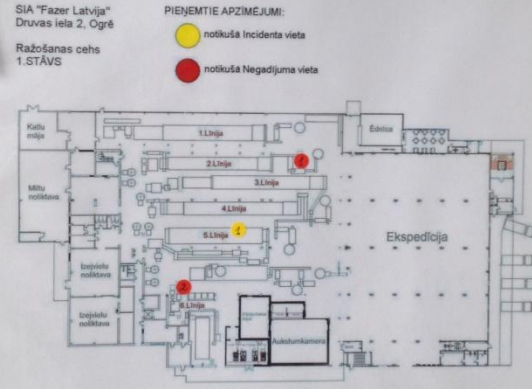 SIA "Fazer Latvija"
Druvas iela 2, Ogrē
Ražošanas cehs
1.STĀVS
PIEŅEMTIE APZĪMĒJUMI:
notikušā Incidenta vieta
notikušā Negadījuma vieta
Katlu
māja
Miltu
noliktava
Izejvielu
noliktava
Izejvielu
noliktava
1.Līnija
2.Līnija
1
3.Līnija
4.Līnija
5.Līnija
1
2
6.Līnija
Aukstumkamera
Ēdnīca
Ekspedīcija